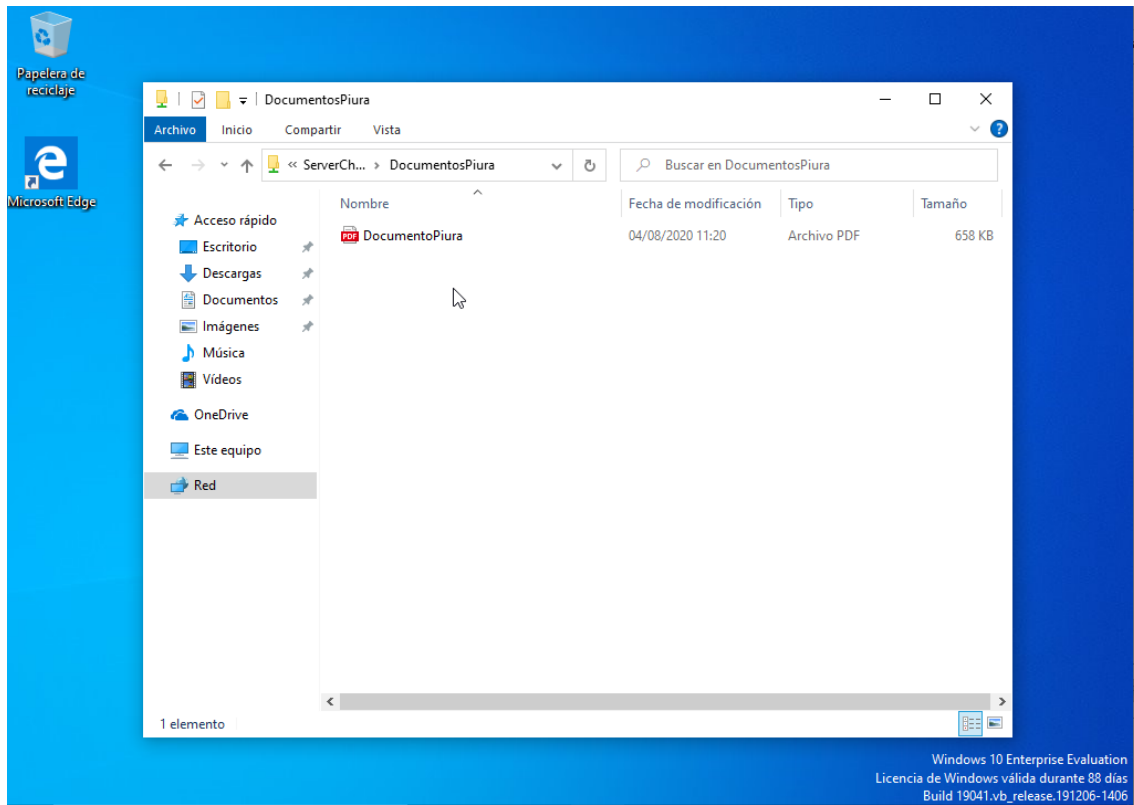 Papelera de
reciclaje
Microsoft Edge
DocumentosPiura
Archivo Inicio Compartir Vista
« ServerCh... › DocumentosPiura
Buscar en DocumentosPiura
Nombre Fecha de modificación Tipo Tamaño
PDF DocumentoPiura 04/08/2020 11:20 Archivo PDF 658 KB
Acceso rápido
Escritorio
Descargas
Documentos
Imágenes
Música
Vídeos
OneDrive
Este equipo
Red
1 elemento
Windows 10 Enterprise Evaluation
Licencia de Windows válida durante 88 días
Build 19041.vb_release.191206-1406